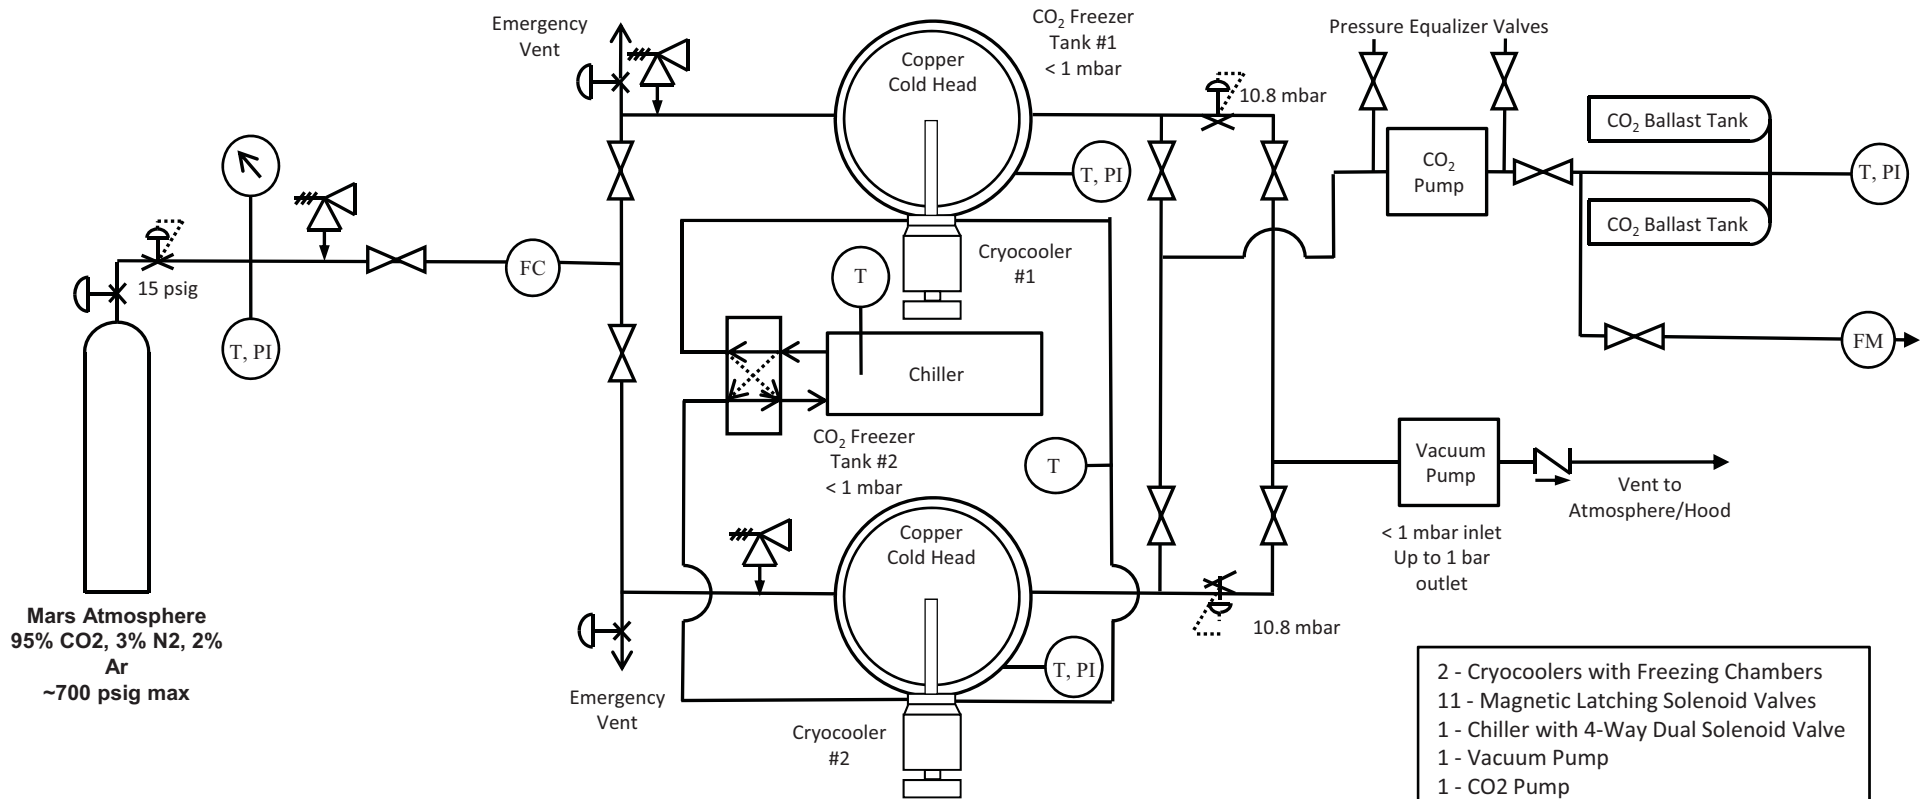 Emergency
Vent
CO₂ Freezer
Tank #1
< 1 mbar
Copper
Cold Head
10.8 mbar
Pressure Equalizer Valves
CO₂ Ballast Tank
CO₂
Pump
CO₂ Ballast Tank
T, PI
T, PI
15 psig
T, PI
FC
Cryocooler
#1
T
Chiller
FM
CO₂ Freezer
Tank #2
< 1 mbar
T
Vacuum
Pump
Vent to
Atmosphere/Hood
< 1 mbar inlet
Up to 1 bar
outlet
Copper
Cold Head
Mars Atmosphere
95% CO2, 3% N2, 2%
Ar
~700 psig max
10.8 mbar
T, PI
Emergency
Vent
Cryocooler
#2
2 - Cryocoolers with Freezing Chambers
11 - Magnetic Latching Solenoid Valves
1 - Chiller with 4-Way Dual Solenoid Valve
1 - Vacuum Pump
1 - CO2 Pump